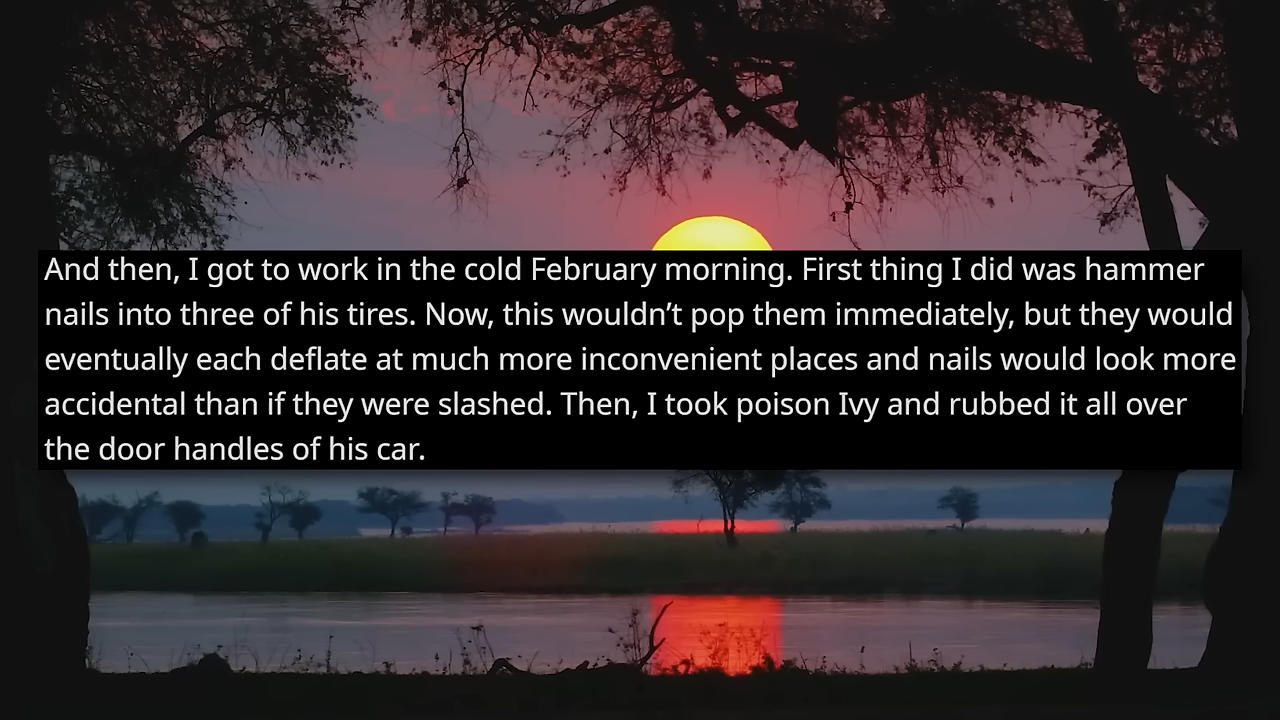 And then, I got to work in the cold February morning. First thing I did was hammer
nails into three of his tires. Now, this wouldn’t pop them immediately, but they would
eventually each deflate at much more inconvenient places and nails would look more
accidental than if they were slashed. Then, I took poison Ivy and rubbed it all over
the door handles of his car.